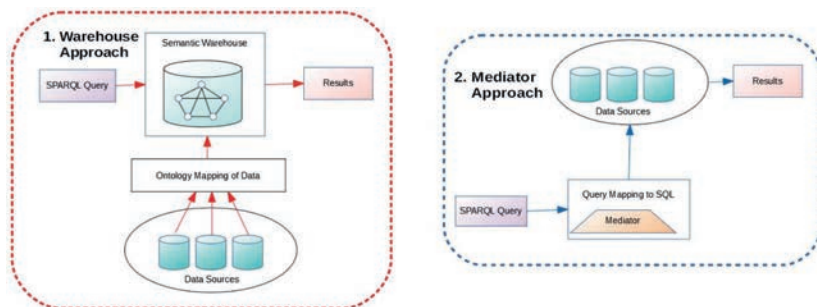 1. Warehouse
Approach
Semantic Warehouse
SPARQL Query
Results
Ontology Mapping of Data
Data Sources
2. Mediator
Approach
Data Sources
Results
Query Mapping to SQL
SPARQL Query
Mediator